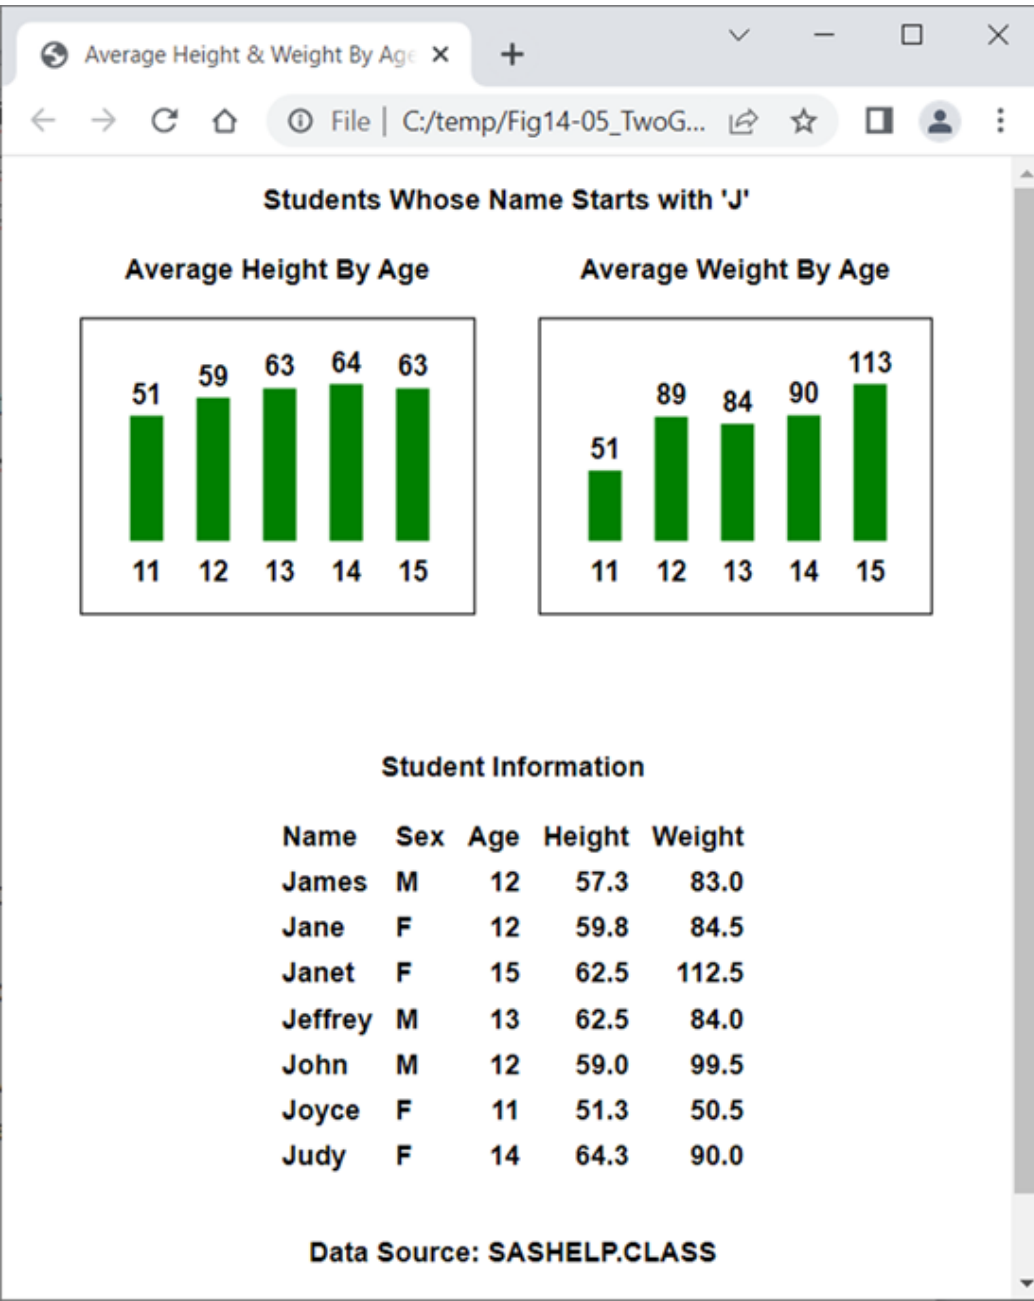 Average Height & Weight By Age
File | C:/temp/Fig14-05_TwoG...
Students Whose Name Starts with 'J'
Average Height By Age
51 59 63 64 63
11 12 13 14 15
Average Weight By Age
51 89 84 90 113
11 12 13 14 15
Student Information
Name Sex Age Height Weight
James M 12 57.3 83.0
Jane F 12 59.8 84.5
Janet F 15 62.5 112.5
Jeffrey M 13 62.5 84.0
John M 12 59.0 99.5
Joyce F 11 51.3 50.5
Judy F 14 64.3 90.0
Data Source: SASHELP.CLASS